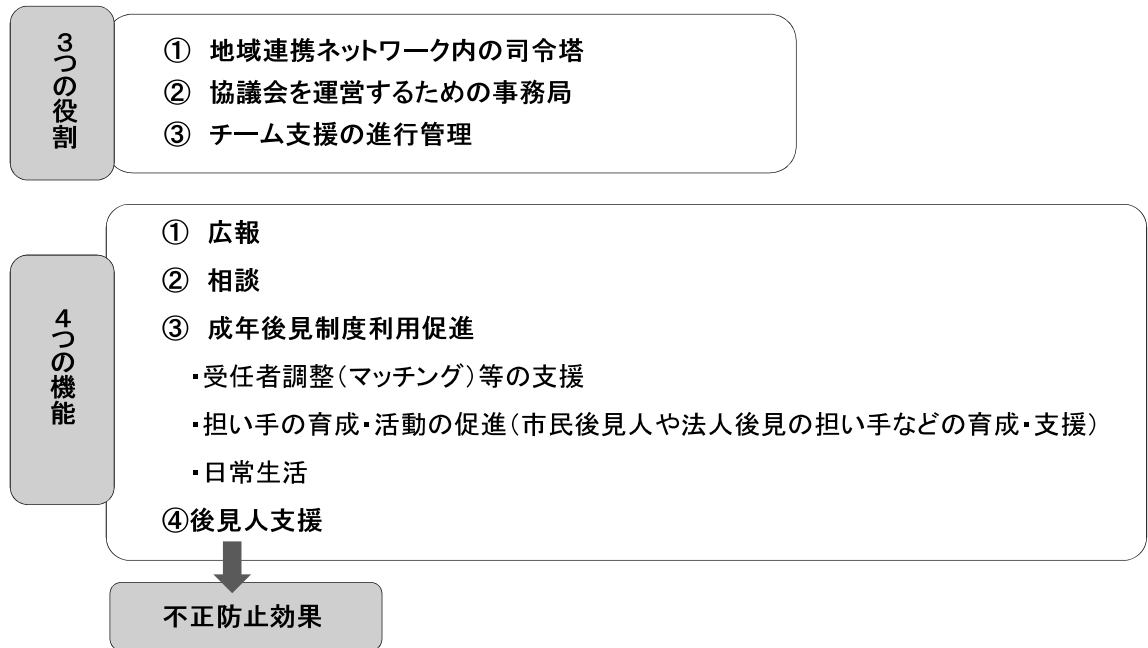 3つの役割
① 地域連携ネットワーク内の司令塔
② 協議会を運営するための事務局
③ チーム支援の進行管理
4つの機能
① 広報
② 相談
③ 成年後見制度利用促進
・受任者調整(マッチング)等の支援
・担い手の育成・活動の促進(市民後見人や法人後見の担い手などの育成・支援)
・日常生活
④後見人支援
不正防止効果